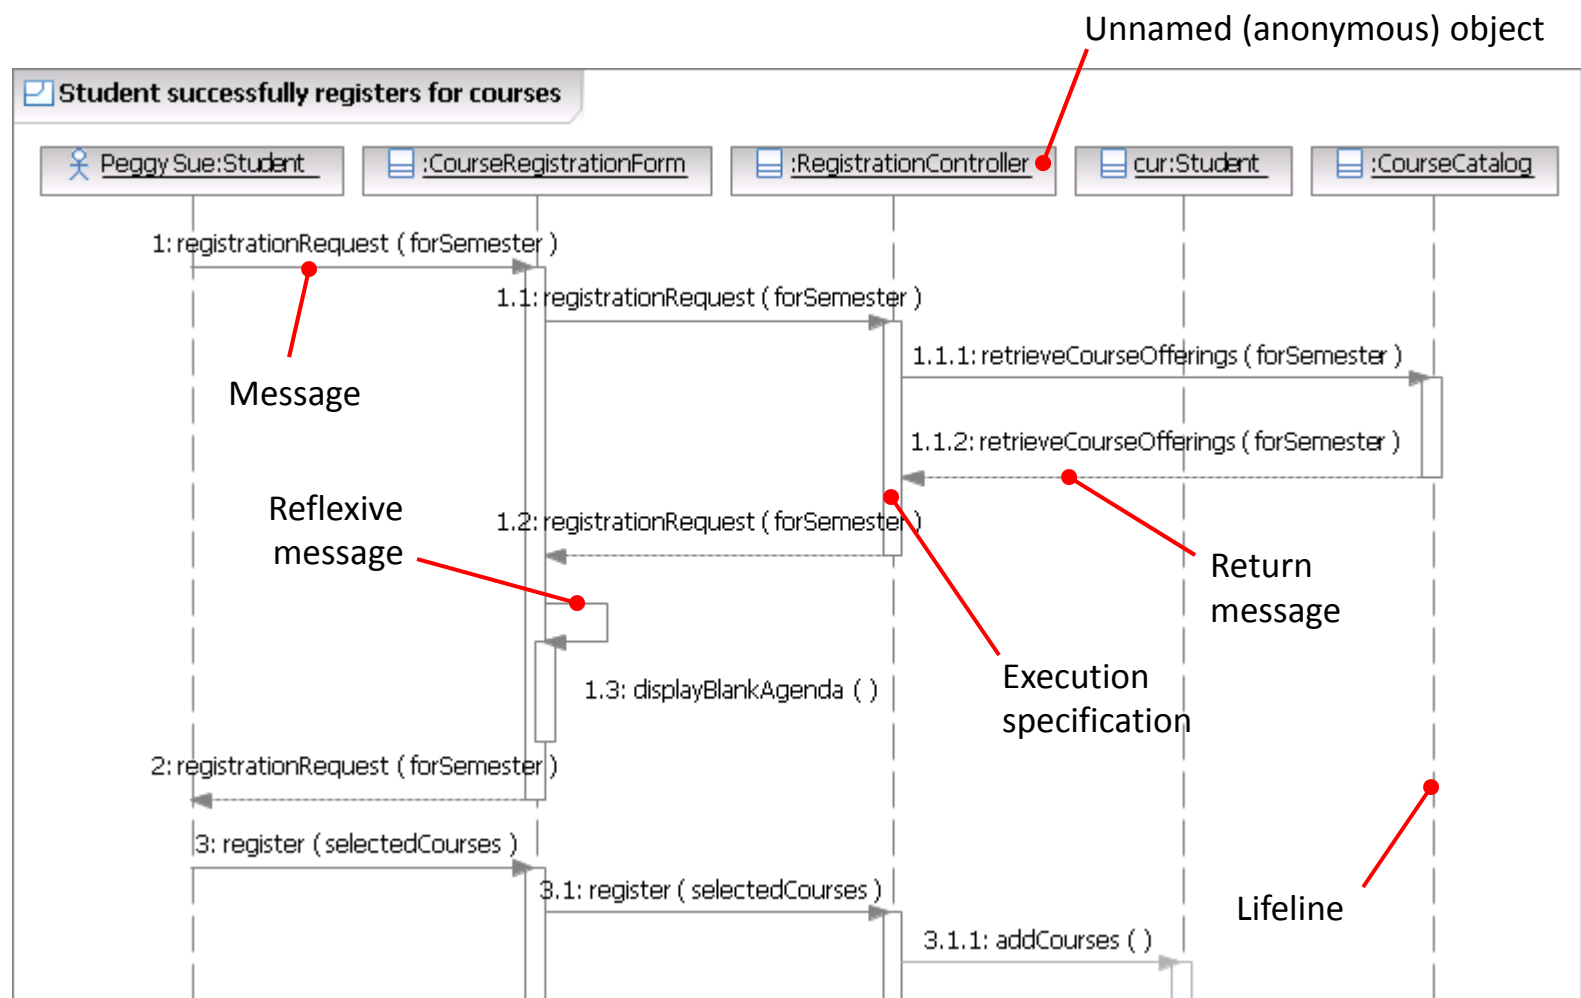 Unnamed (anonymous) object
Student successfully registers for courses
Peggy Sue:Student
:CourseRegistrationForm
:RegistrationController
cur:Student
:CourseCatalog
1: registrationRequest ( forSemester )
1.1: registrationRequest ( forSemester )
1.1.1: retrieveCourseOfferings ( forSemester )
Message
1.1.2: retrieveCourseOfferings ( forSemester )
Reflexive
message
1.2: registrationRequest ( forSemester )
Return
message
Execution
specification
1.3: displayBlankAgenda ( )
2: registrationRequest ( forSemester )
3: register ( selectedCourses )
3.1: register ( selectedCourses )
Lifeline
3.1.1: addCourses ( )